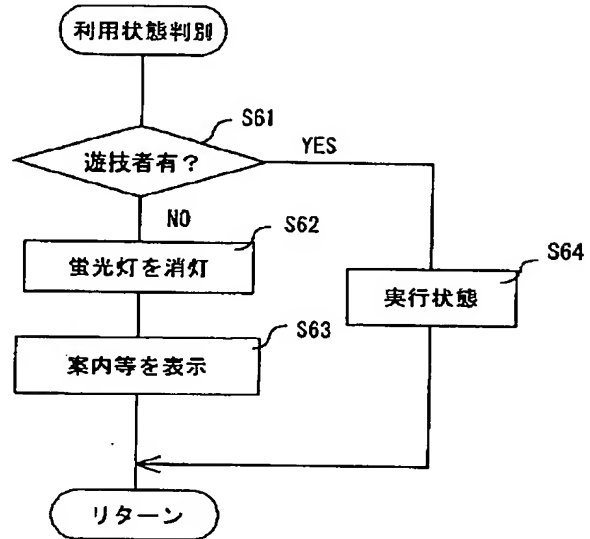 利用状態判別
S61
遊技者有?
YES
NO
S62
蛍光灯を消灯
S64
実行状態
S63
案内等を表示
リターン